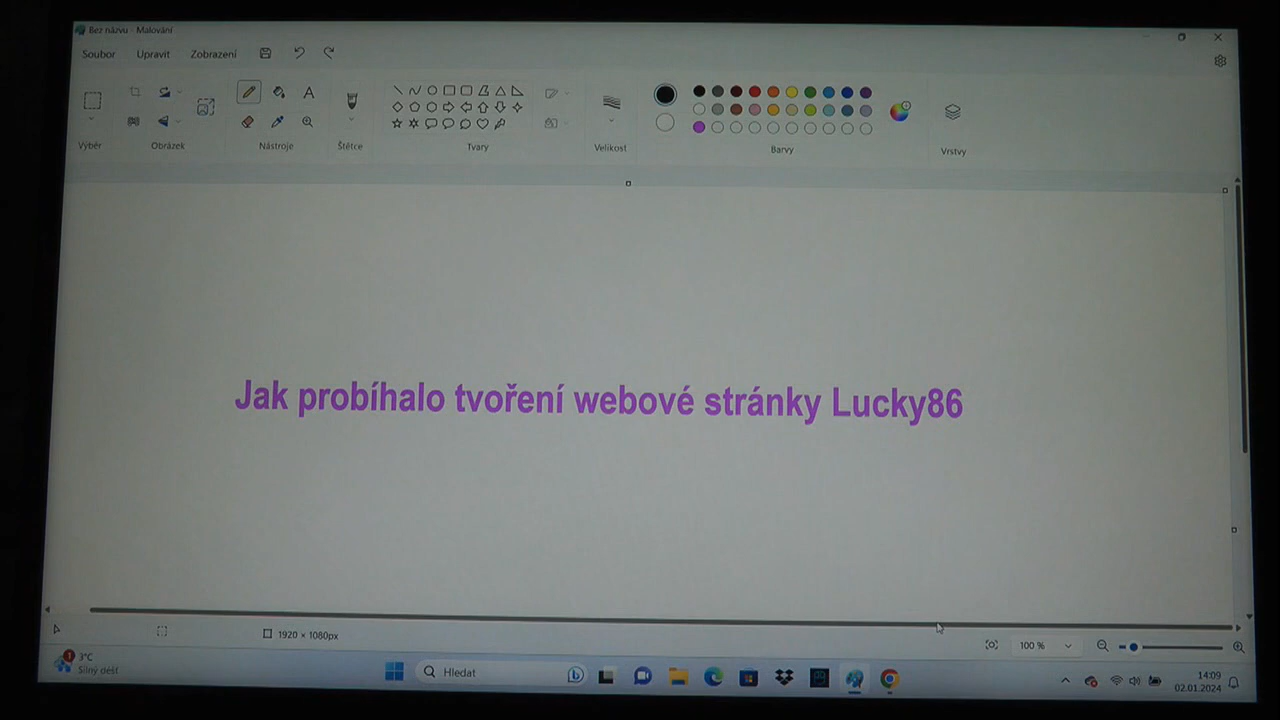 Bez názvu - Malování
Soubor Upravit Zobrazení
A
Výběr Obrázek Nástroje Štětce Tvary Velikost Barvy Vrstvy
Jak probíhalo tvoření webové stránky Lucky86
1920 × 1080px
100 %
1
3°C
Silný déšť
Hledat
14:09
02.01.2024